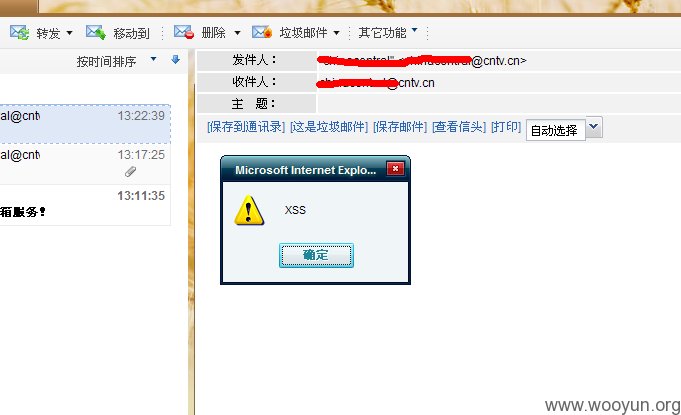 转发 移动到 删除 垃圾邮件 其它功能
按时间排序
发件人： @cntv.cn>
收件人： @cntv.cn
主 题：
[保存到通讯录] [这是垃圾邮件] [保存邮件] [查看信头] [打印] 自动选择
al@cntv 13:22:39
al@cntv 13:17:25
13:11:35
箱服务！
Microsoft Internet Explo...
XSS
确定
www.wooyun.org